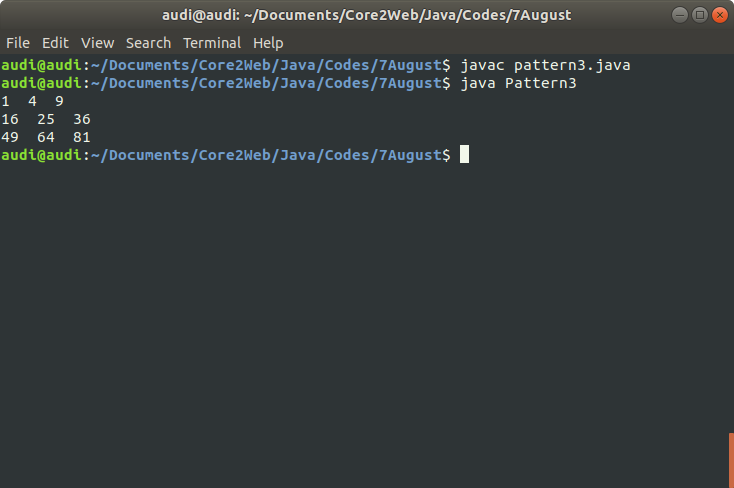 audi@audi: ~/Documents/Core2Web/Java/Codes/7August
File Edit View Search Terminal Help
audi@audi:~/Documents/Core2Web/Java/Codes/7August$ javac pattern3.java
audi@audi:~/Documents/Core2Web/Java/Codes/7August$ java Pattern3
1  4  9
16  25  36
49  64  81
audi@audi:~/Documents/Core2Web/Java/Codes/7August$